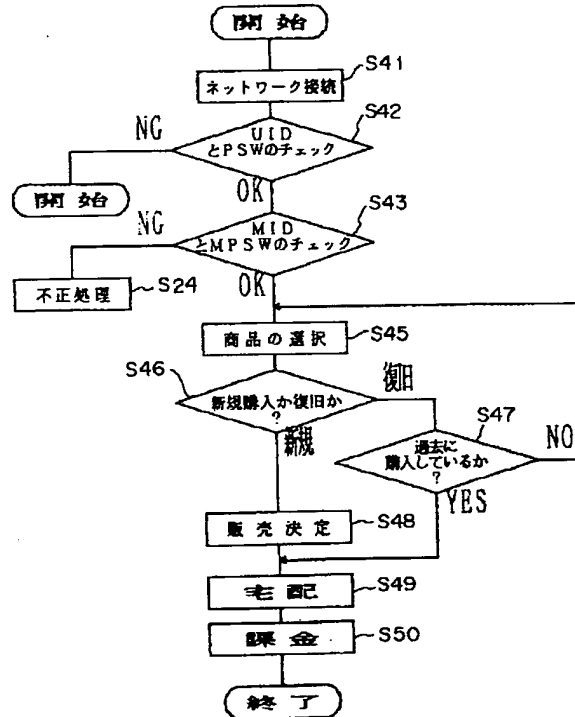 開始
S41
ネットワーク接続
S42
NG
UID
とPSWのチェック
開始
OK
S43
NG
MID
とMPSWのチェック
不正処理
S24
OK
商品の選択
S45
S46
復旧
新規購入か復旧か
?
S47
新規
過去に
購入しているか
?
NO
YES
販売決定
S48
宅配
S49
課金
S50
終了